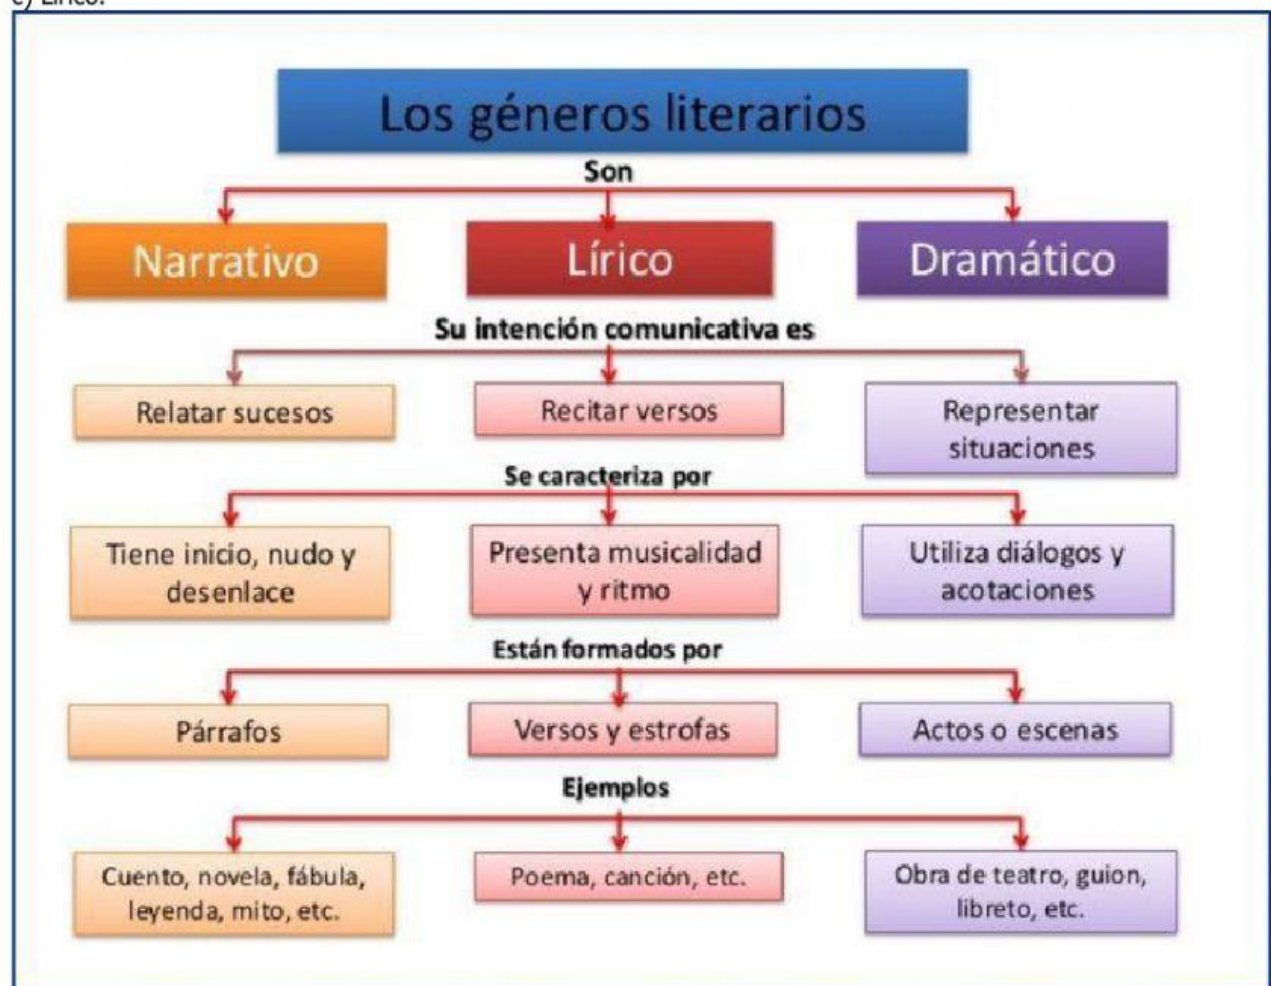 c) Lírico.
Los géneros literarios
Son
Narrativo
Lírico
Dramático
Su intención comunicativa es
Relatar sucesos
Recitar versos
Representar
situaciones
Se caracteriza por
Tiene inicio, nudo y
desenlace
Presenta musicalidad
y ritmo
Utiliza diálogos y
acotaciones
Están formados por
Párrafos
Versos y estrofas
Actos o escenas
Ejemplos
Cuento, novela, fábula,
leyenda, mito, etc.
Poema, canción, etc.
Obra de teatro, guion,
libreto, etc.